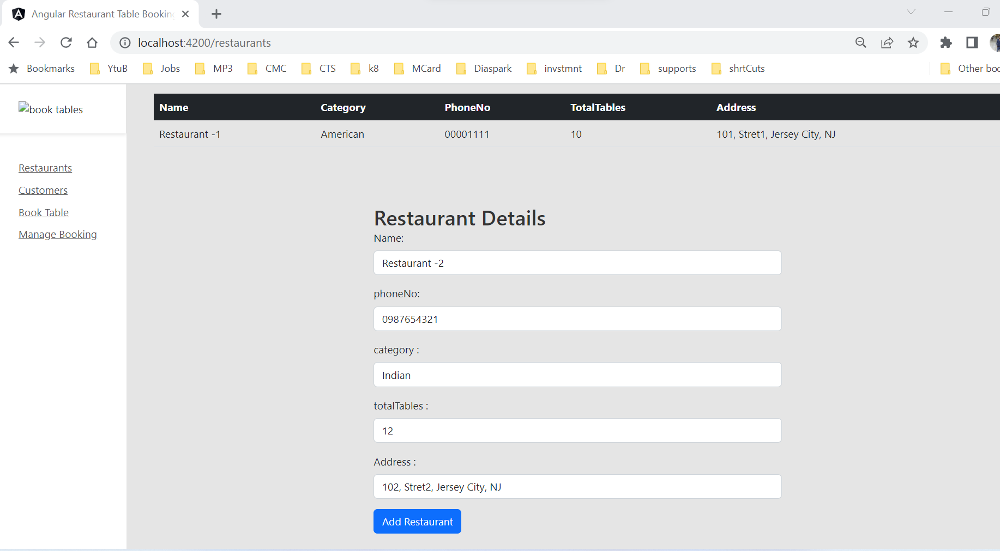 Angular Restaurant Table Booking
localhost:4200/restaurants
Bookmarks YtuB Jobs MP3 CMC CTS k8 MCard Diaspark invstmnt Dr supports shrtCuts Other boo
book tables
Restaurants
Customers
Book Table
Manage Booking
Name Category PhoneNo TotalTables Address
Restaurant -1 American 00001111 10 101, Stret1, Jersey City, NJ
Restaurant Details
Name:
Restaurant -2
phoneNo:
0987654321
category :
Indian
totalTables :
12
Address :
102, Stret2, Jersey City, NJ
Add Restaurant